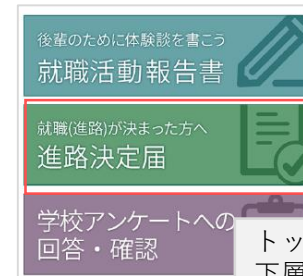 後輩のために体験談を書こう
就職活動報告書
就職(進路)が決まった方へ
進路決定届
学校アンケートへの
回答・確認
トッ
下層